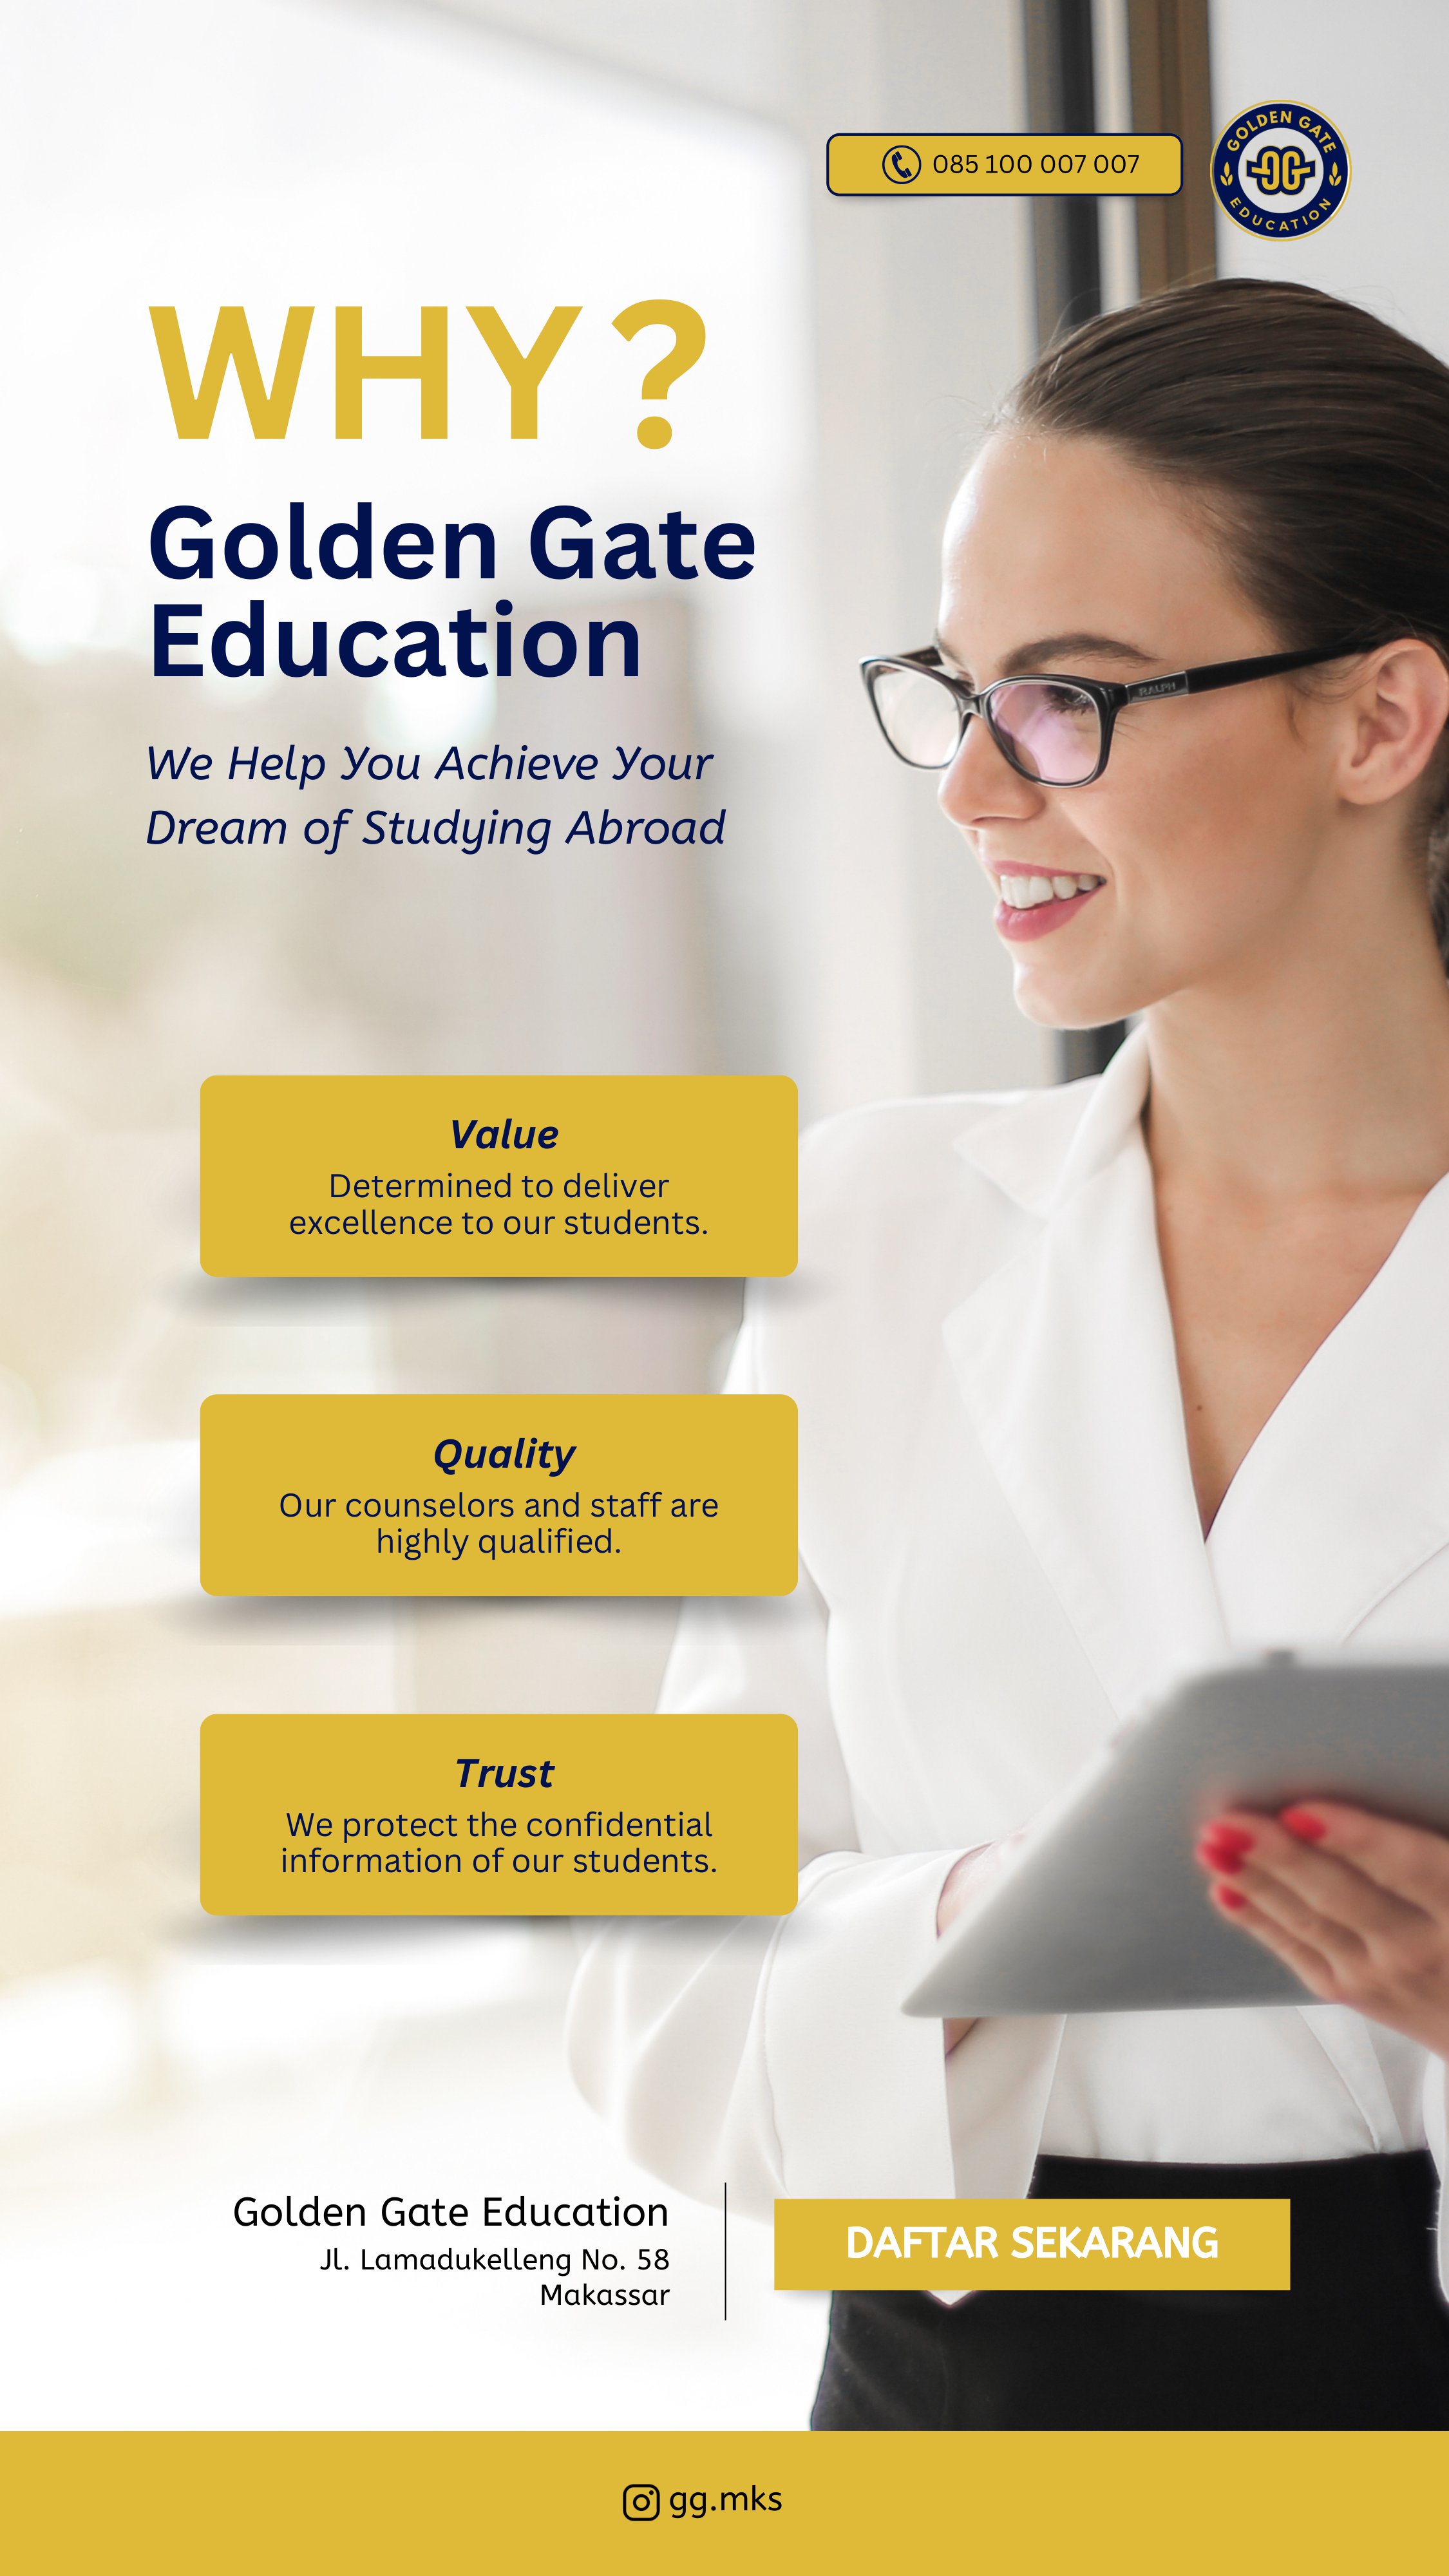 085 100 007 007
GOLDEN GATE
GG
EDUCATION
WHY?
Golden Gate
Education
We Help You Achieve Your
Dream of Studying Abroad
RALPH
Value
Determined to deliver
excellence to our students.
Quality
Our counselors and staff are
highly qualified.
Trust
We protect the confidential
information of our students.
Golden Gate Education
Jl. Lamadukelleng No. 58
Makassar
DAFTAR SEKARANG
gg.mks